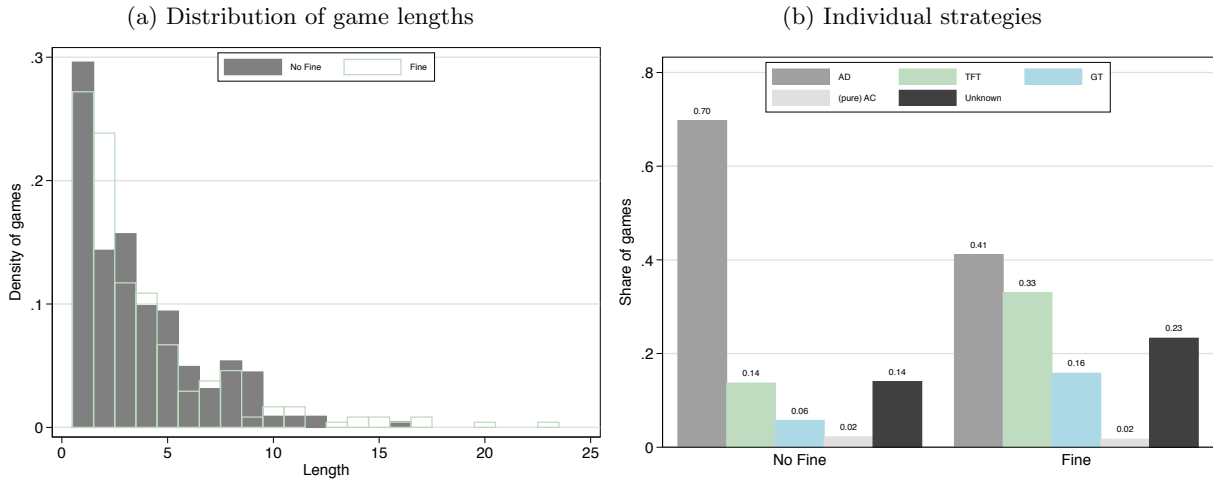 (a) Distribution of game lengths
No Fine
Fine
.3
.2
.1
0
Density of games
0
5
10
15
20
25
Length
(b) Individual strategies
AD
TFT
GT
(pure) AC
Unknown
.8
.6
.4
.2
0
Share of games
0.70
0.14
0.06
0.02
0.14
0.41
0.33
0.16
0.02
0.23
No Fine
Fine